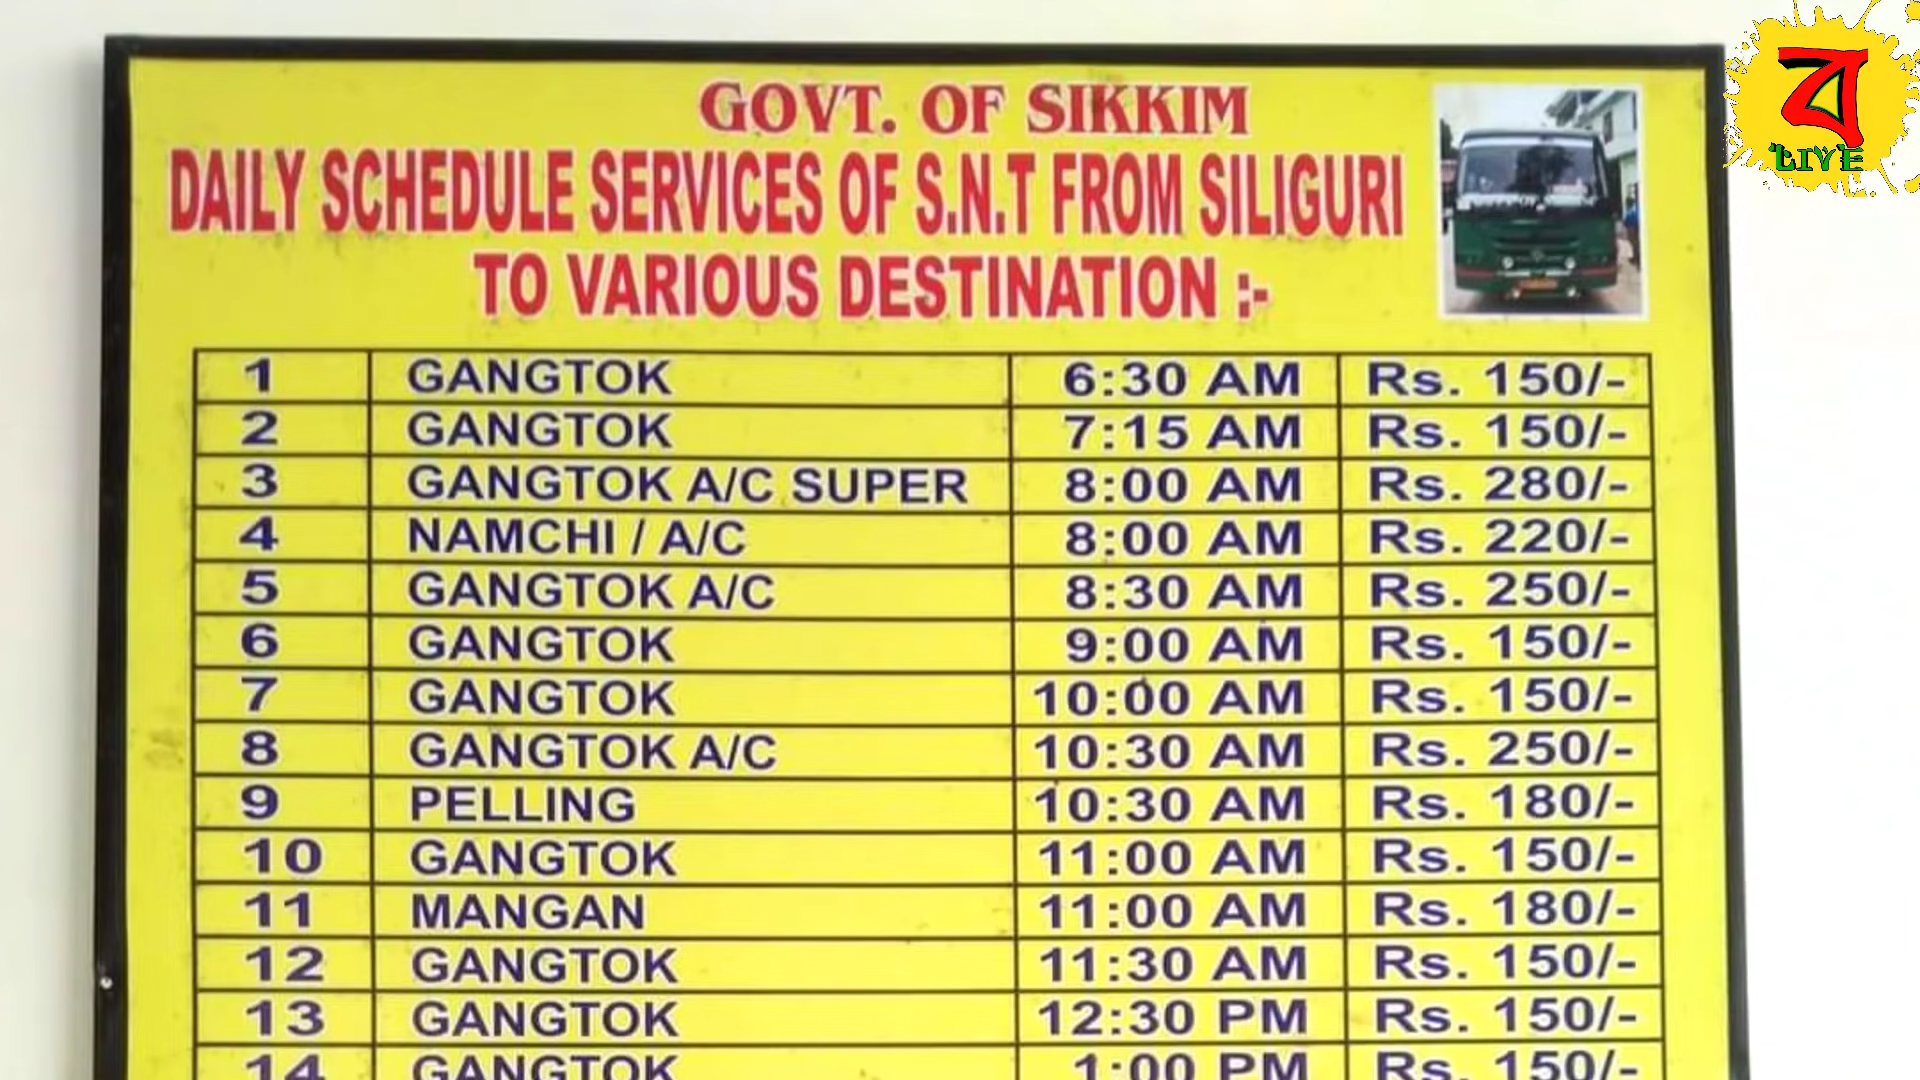 GOVT. OF SIKKIM
DAILY SCHEDULE SERVICES OF S.N.T FROM SILIGURI
TO VARIOUS DESTINATION :-
1 GANGTOK 6:30 AM Rs. 150/-
2 GANGTOK 7:15 AM Rs. 150/-
3 GANGTOK A/C SUPER 8:00 AM Rs. 280/-
4 NAMCHI / A/C 8:00 AM Rs. 220/-
5 GANGTOK A/C 8:30 AM Rs. 250/-
6 GANGTOK 9:00 AM Rs. 150/-
7 GANGTOK 10:00 AM Rs. 150/-
8 GANGTOK A/C 10:30 AM Rs. 250/-
9 PELLING 10:30 AM Rs. 180/-
10 GANGTOK 11:00 AM Rs. 150/-
11 MANGAN 11:00 AM Rs. 180/-
12 GANGTOK 11:30 AM Rs. 150/-
13 GANGTOK 12:30 PM Rs. 150/-
14 GANGTOK 1:00 PM Rs. 150/-
ব
LIVE